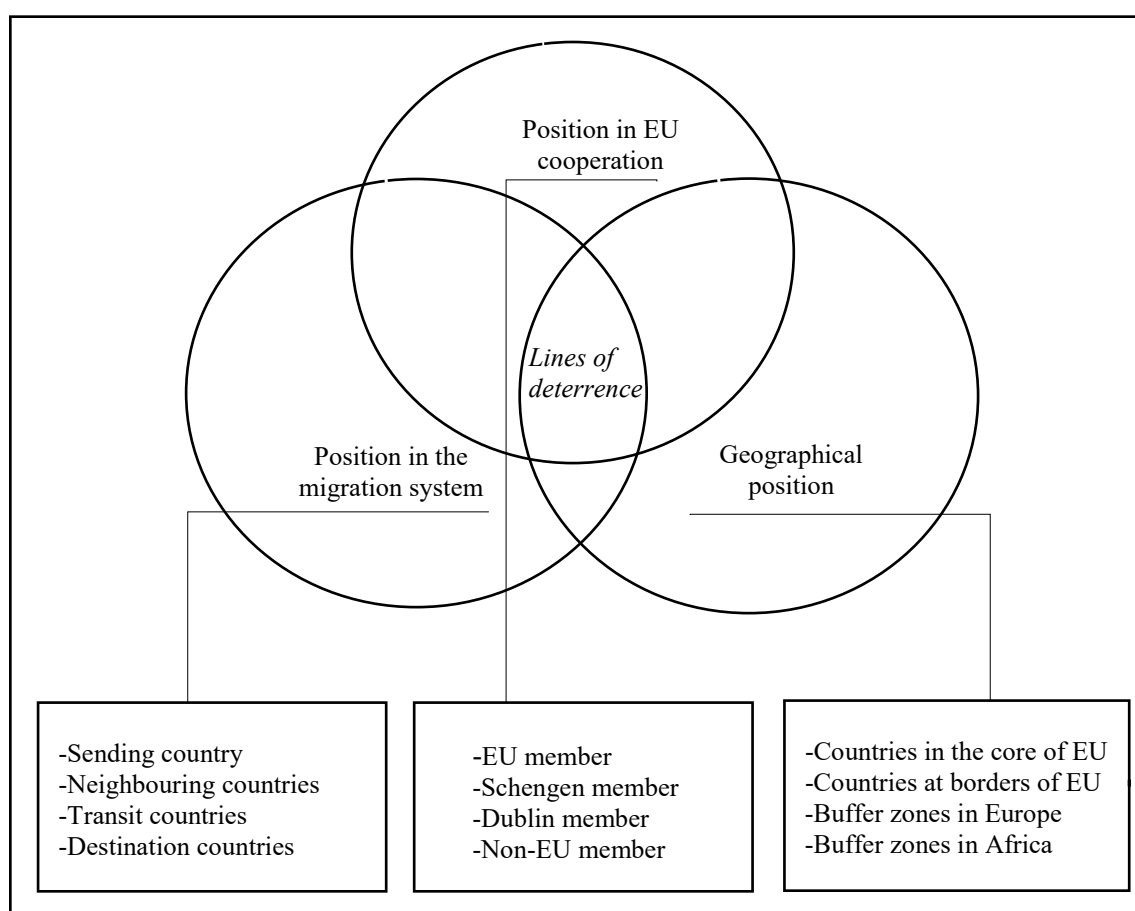 Position in EU
cooperation
Lines of
deterrence
Position in the
migration system
Geographical
position
-Sending country
-Neighbouring countries
-Transit countries
-Destination countries
-EU member
-Schengen member
-Dublin member
-Non-EU member
-Countries in the core of EU
-Countries at borders of EU
-Buffer zones in Europe
-Buffer zones in Africa